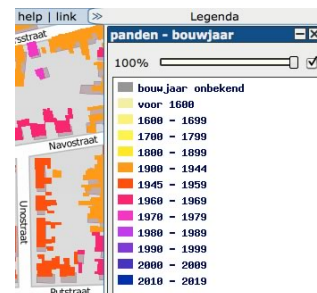 help | link
Legenda
sstraat
panden - bouwjaar
100%
bouwjaar onbekend
voor 1600
1600 - 1699
1700 - 1799
1800 - 1899
1900 - 1944
1945 - 1959
1960 - 1969
1970 - 1979
1980 - 1989
1990 - 1999
2000 - 2009
2010 - 2019
Navostraat
Unostraat
Putstraat